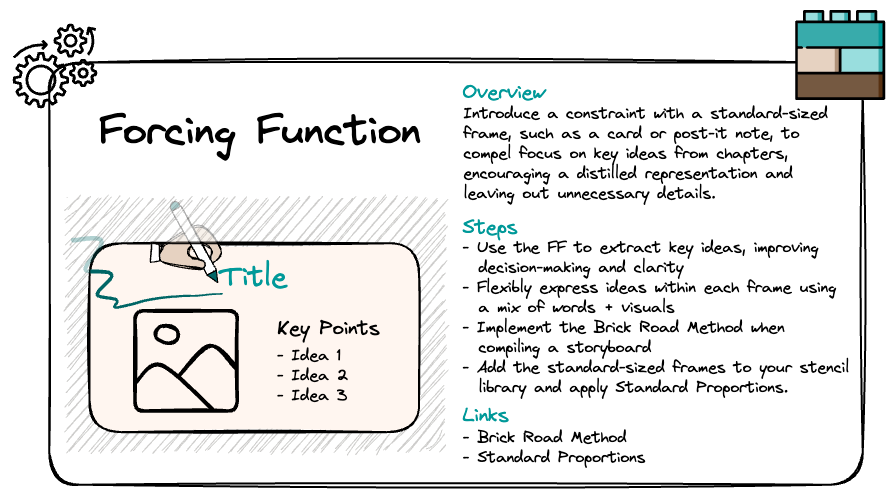 Forcing Function
Title
Key Points
- Idea 1
- Idea 2
- Idea 3
Overview
Introduce a constraint with a standard-sized
frame, such as a card or post-it note, to
compel focus on key ideas from chapters,
encouraging a distilled representation and
leaving out unnecessary details.
Steps
- Use the FF to extract key ideas, improving
decision-making and clarity
- Flexibly express ideas within each frame using
a mix of words + visuals
- Implement the Brick Road Method when
compiling a storyboard
- Add the standard-sized frames to your stencil
library and apply Standard Proportions.
Links
- Brick Road Method
- Standard Proportions